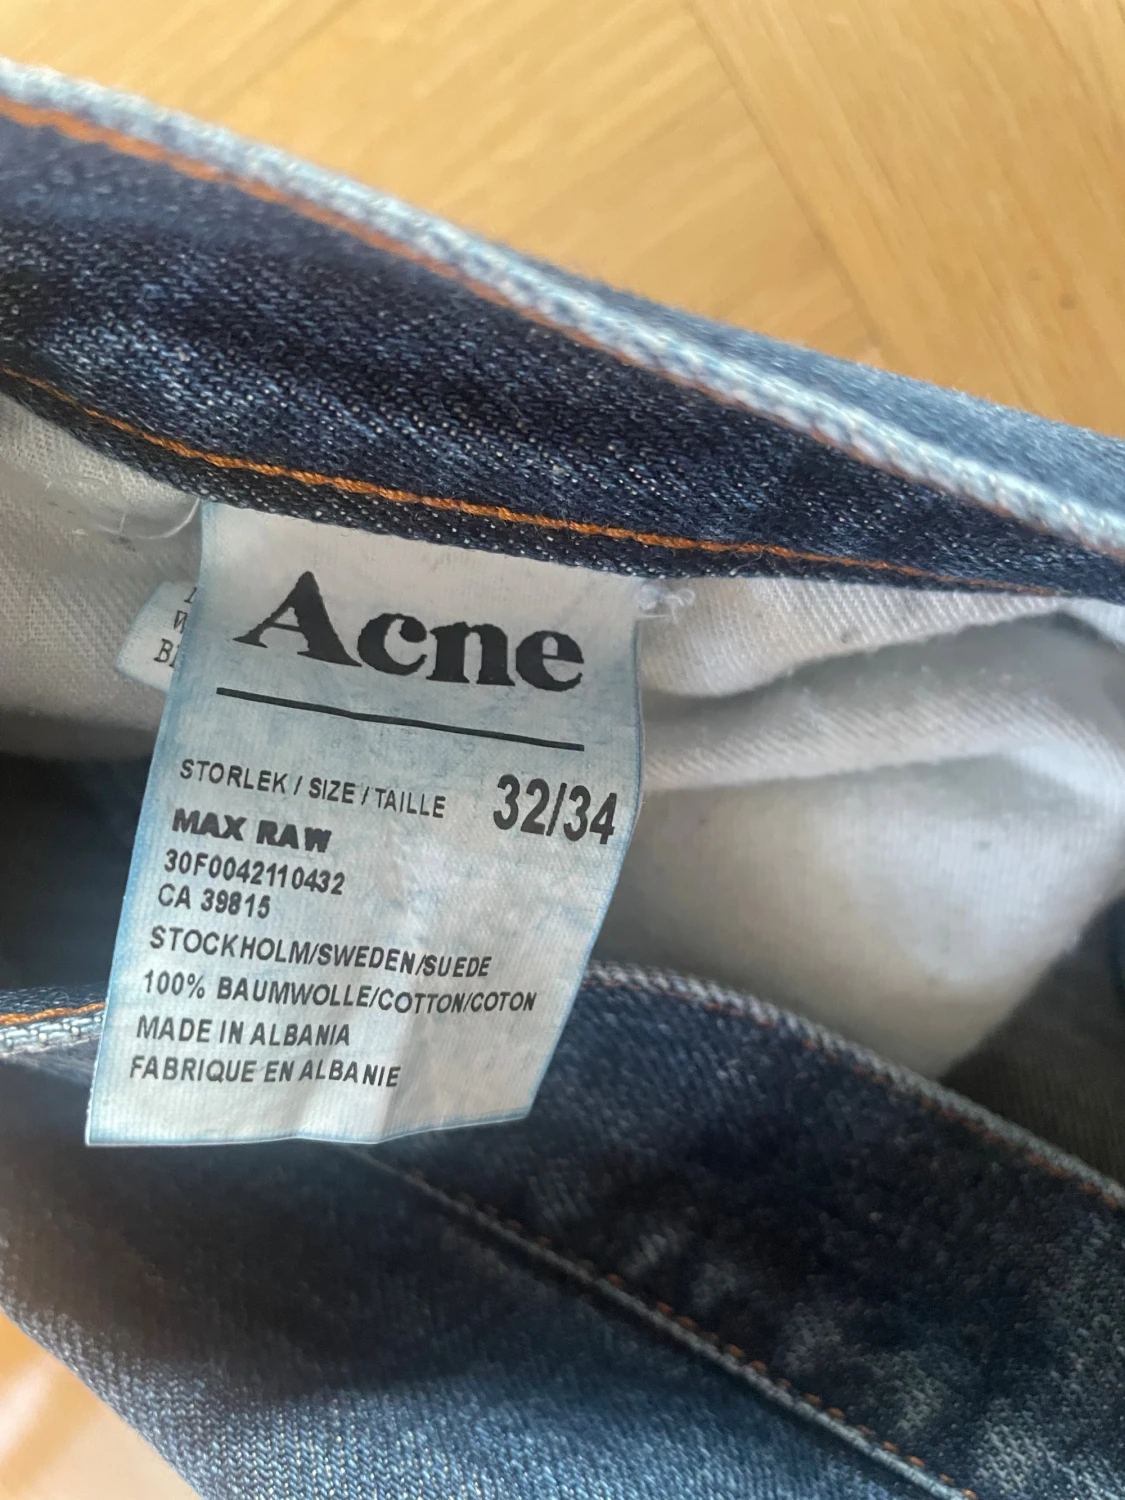 Acne
STORLEK / SIZE / TAILLE 32/34
MAX RAW
30F0042110432
CA 39815
STOCKHOLM/SWEDEN/SUEDE
100% BAUMWOLLE/COTTON/COTON
MADE IN ALBANIA
FABRIQUE EN ALBANIE